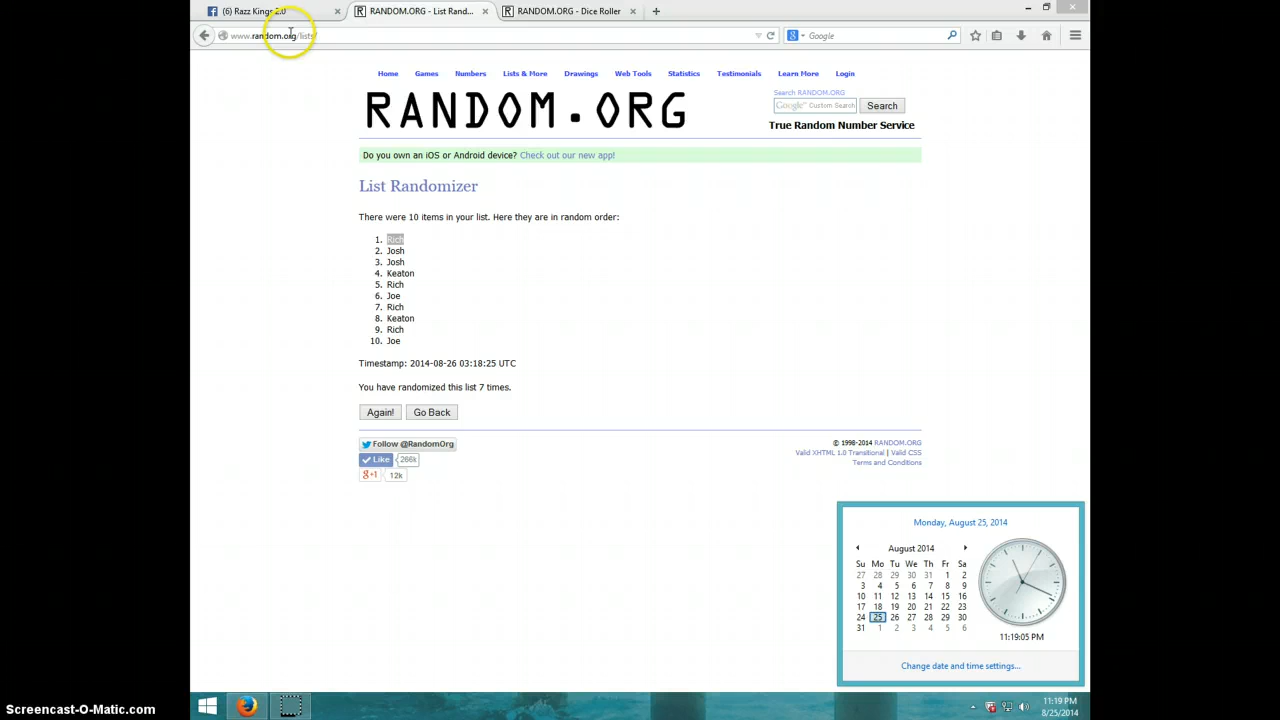 (6) Razz Kings 2.0
RANDOM.ORG - List Rand...
RANDOM.ORG - Dice Roller
www.random.org/lists/
Google
Home Games Numbers Lists & More Drawings Web Tools Statistics Testimonials Learn More Login
RANDOM.ORG
Search RANDOM.ORG
Google™ Custom Search
Search
True Random Number Service
Do you own an iOS or Android device? Check out our new app!
List Randomizer
There were 10 items in your list. Here they are in random order:
1. Rich
2. Josh
3. Josh
4. Keaton
5. Rich
6. Joe
7. Rich
8. Keaton
9. Rich
10. Joe
Timestamp: 2014-08-26 03:18:25 UTC
You have randomized this list 7 times.
Again! Go Back
Follow @RandomOrg
Like 266k
g+1 12k
© 1998-2014 RANDOM.ORG
Valid XHTML 1.0 Transitional | Valid CSS
Terms and Conditions
Monday, August 25, 2014
August 2014
Su Mo Tu We Th Fr Sa
27 28 29 30 31 1 2
3 4 5 6 7 8 9
10 11 12 13 14 15 16
17 18 19 20 21 22 23
24 25 26 27 28 29 30
31 1 2 3 4 5 6
11:19:05 PM
Change date and time settings...
11:19 PM
8/25/2014
Screencast-O-Matic.com